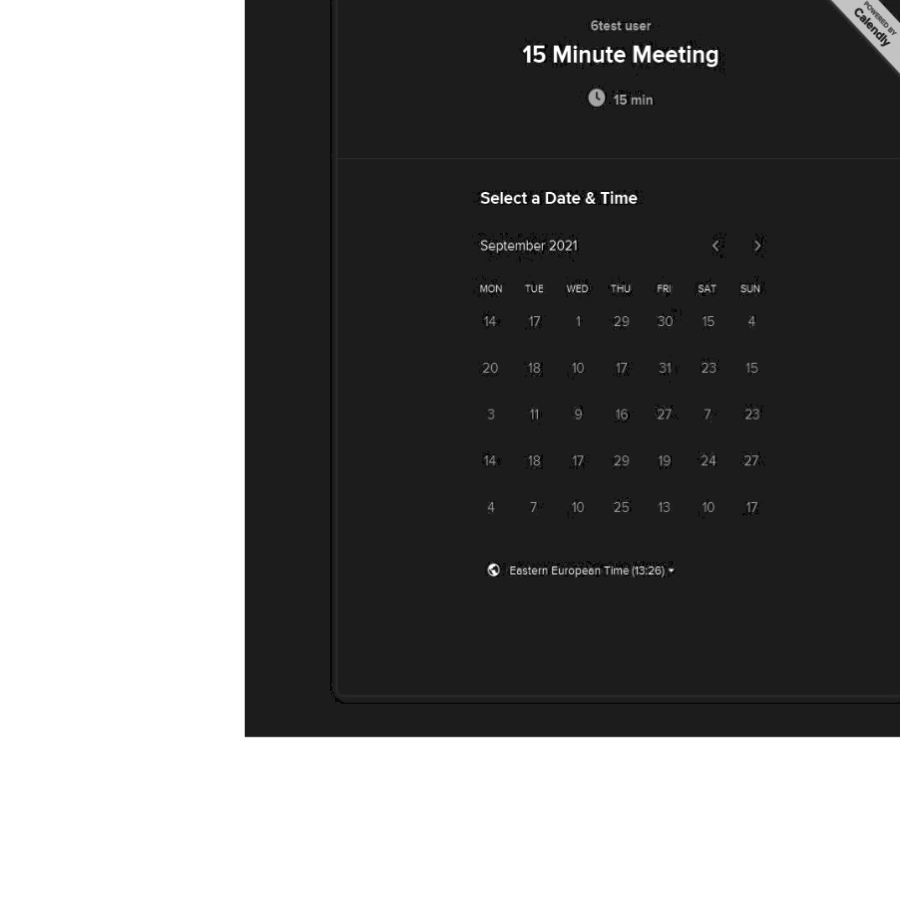 6test user
POWERED BY
Calendly
15 Minute Meeting
15 min
Select a Date & Time
September 2021
MON TUE WED THU FRI SAT SUN
14 17 1 29 30 15 4
20 18 10 17 31 23 15
3 11 9 16 27 7 23
14 18 17 29 19 24 27
4 7 10 25 13 10 17
Eastern European Time (13:26)